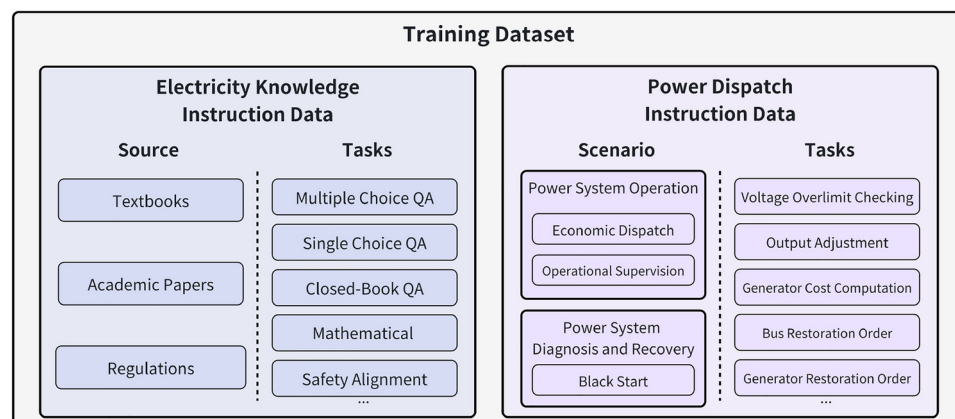 Training Dataset
Electricity Knowledge
Instruction Data
Source
Tasks
Textbooks
Academic Papers
Regulations
Multiple Choice QA
Single Choice QA
Closed-Book QA
Mathematical
Safety Alignment
...
Power Dispatch
Instruction Data
Scenario
Tasks
Power System Operation
Economic Dispatch
Operational Supervision
Power System
Diagnosis and Recovery
Black Start
Voltage Overlimit Checking
Output Adjustment
Generator Cost Computation
Bus Restoration Order
Generator Restoration Order
...